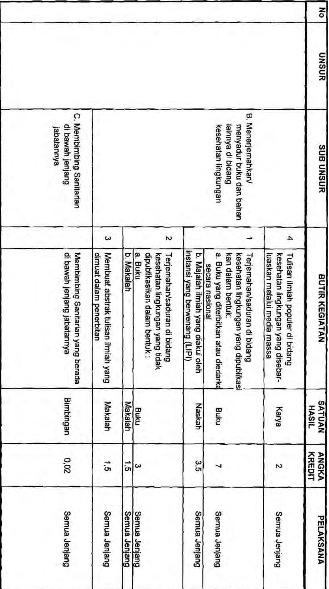 NO
UNSUR
SUB UNSUR
BUTIR KEGIATAN
SATUAN
HASIL
ANGKA
KREDIT
PELAKSANA
4 Tulisan ilmiah populer di bidang
kesehatan lingkungan yang disebar-
luaskan melalui media massa
Karya
2
Semua Jenjang
B. Menerjemahkan/
menyadur buku dan bahan
lainnya di bidang
kesehatan lingkungan
1 Terjemahan/saduran di bidang
kesehatan lingkungan yang dipublikasi
kan dalam bentuk:
a. Buku yang diterbitkan atau diedarka
secara nasional
Buku
7
Semua Jenjang
b. Majalah ilmiah yang diakui oleh
instansi yang berwenang (LIPI)
Naskah
3.5
Semua Jenjang
2 Terjemahan/saduran di bidang
kesehatan lingkungan yang tidak
dipublikasikan dalam bentuk :
a. Buku
Buku
3
Semua Jenjang
b. Makalah
Makalah
1.5
Semua Jenjang
3 Membuat abstrak tulisan ilmiah yang
dimuat dalam penerbitan
Makalah
1.5
Semua Jenjang
C. Membimbing Sanitarian
di bawah jenjang
jabatannya
Membimbing Sanitarian yang berada
di bawah jenjang jabatannya
Bimbingan
0,02
Semua Jenjang